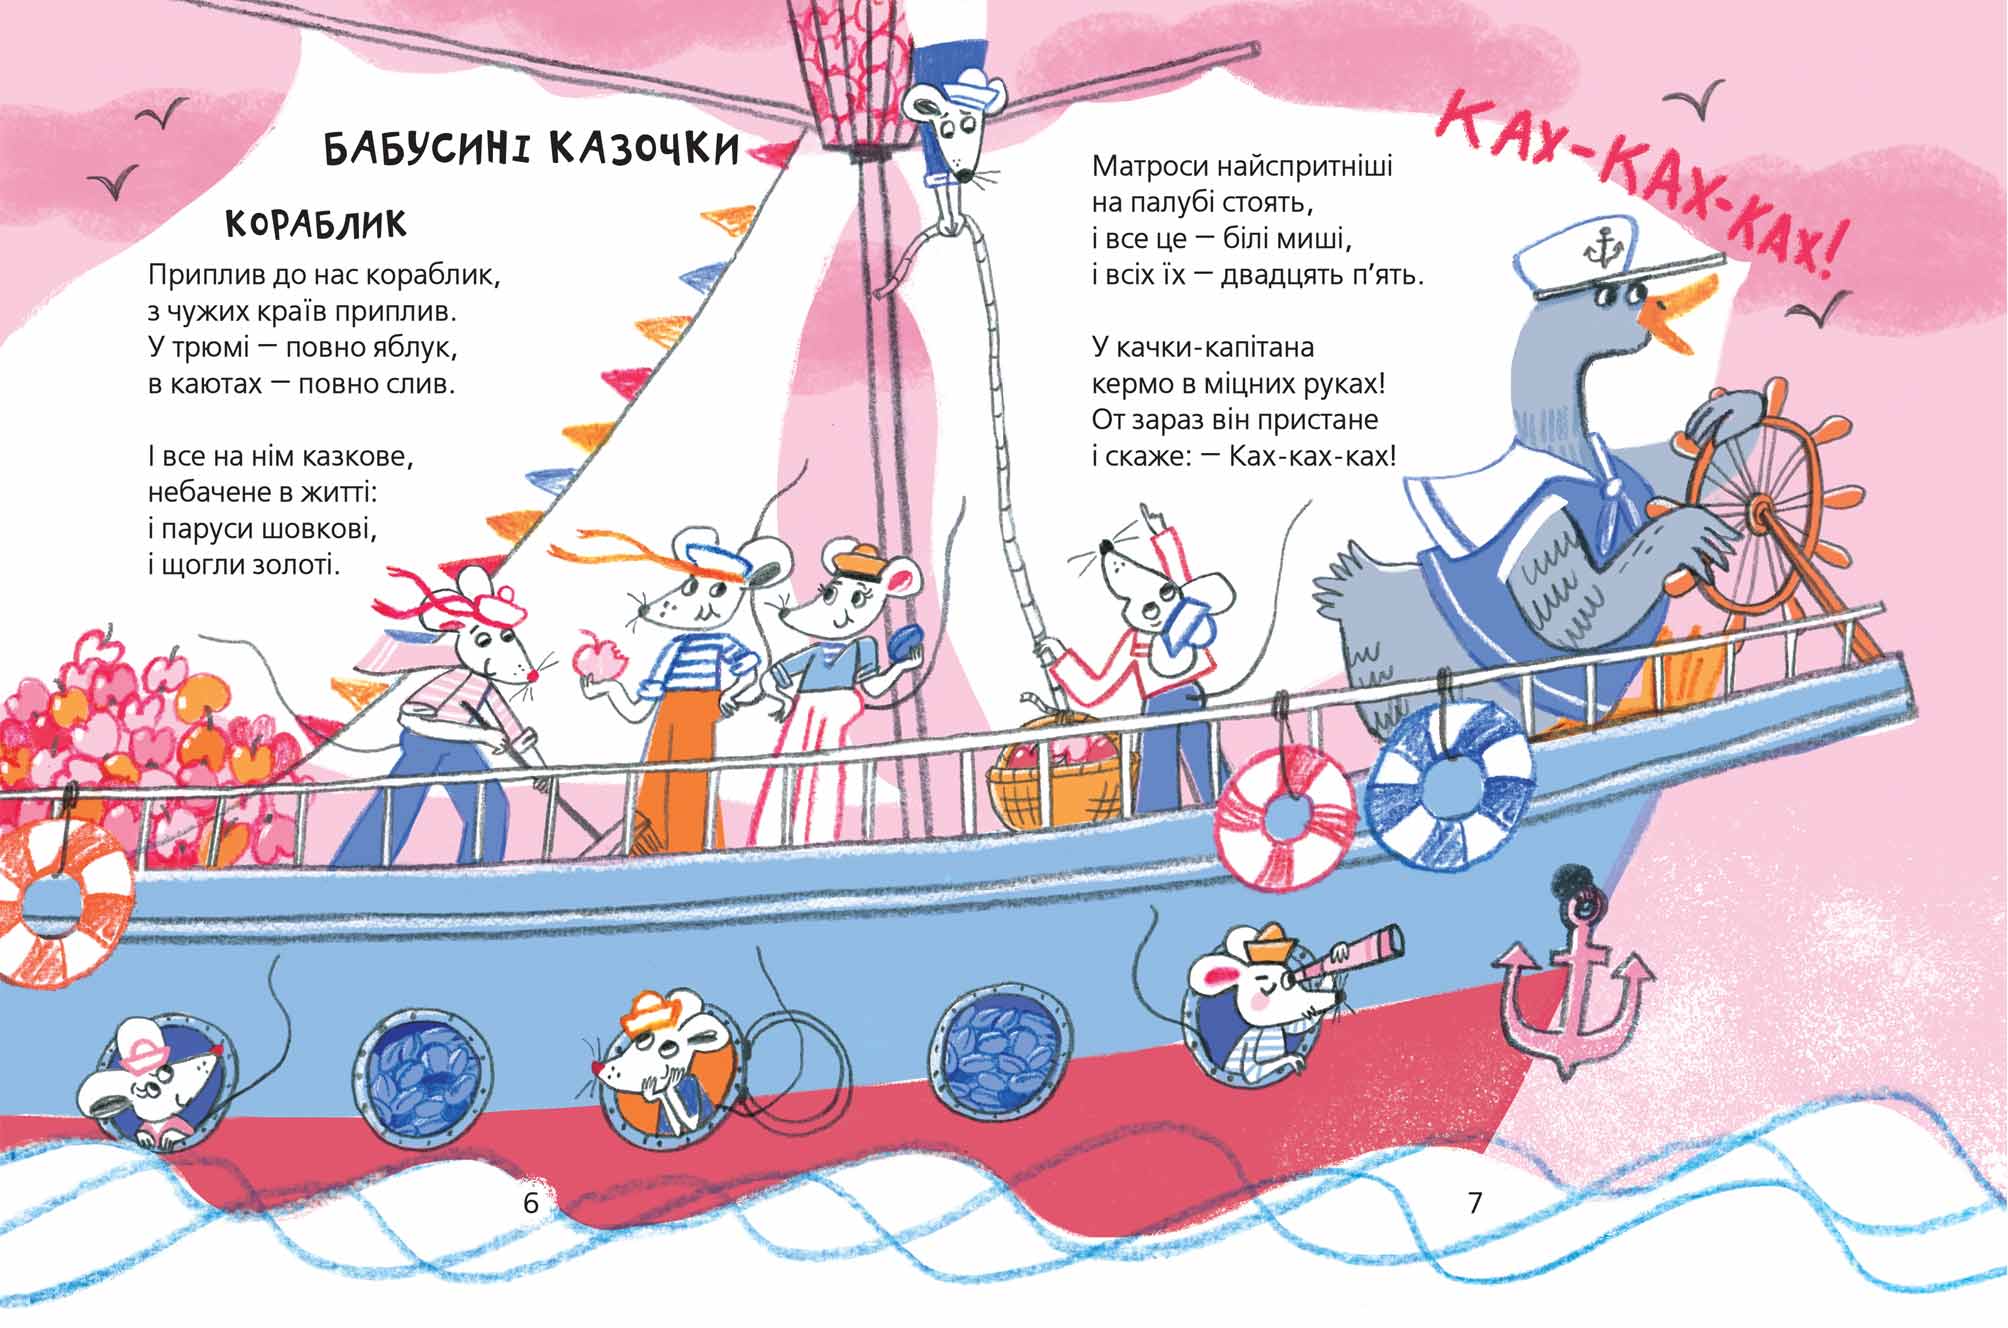 БАБУСИНІ КАЗОЧКИ
КОРАБЛИК
Приплив до нас кораблик,
з чужих країв приплив.
У трюмі — повно яблук,
в каютах — повно слив.
І все на нім казкове,
небачене в житті:
і паруси шовкові,
і щогли золоті.
6
Матроси найспритніші
на палубі стоять,
і все це — білі миші,
і всіх їх — двадцять п’ять.
У качки-капітана
кермо в міцних руках!
От зараз він пристане
і скаже: — Ках-ках-ках!
КАХ-КАХ-КАХ!
7